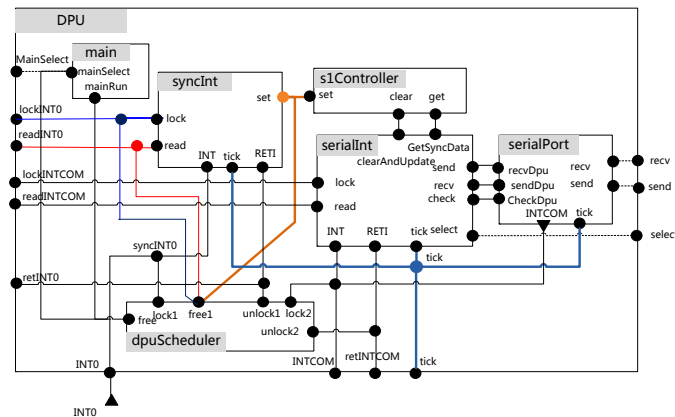 DPU
main
MainSelect
mainSelect
mainRun
syncInt
s1Controller
set
set
clear
get
lockINT0
lock
readINT0
read
INT
tick
RETI
serialInt
GetSyncData
clearAndUpdate
serialPort
send
recvDpu
recv
recv
sendDpu
send
send
check
CheckDpu
lockINTCOM
lock
readINTCOM
read
INTCOM
tick
select
selec
INT
RETI
tick
syncINT0
tick
retINT0
lock1
free1
unlock1
lock2
free
unlock2
dpuScheduler
INT0
INTCOM
retINTCOM
tick
INT0